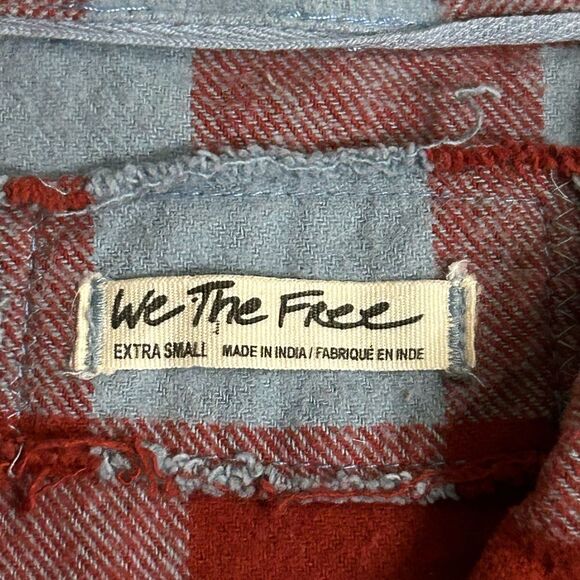 We The Free
EXTRA SMALL MADE IN INDIA / FABRIQUÉ EN INDE